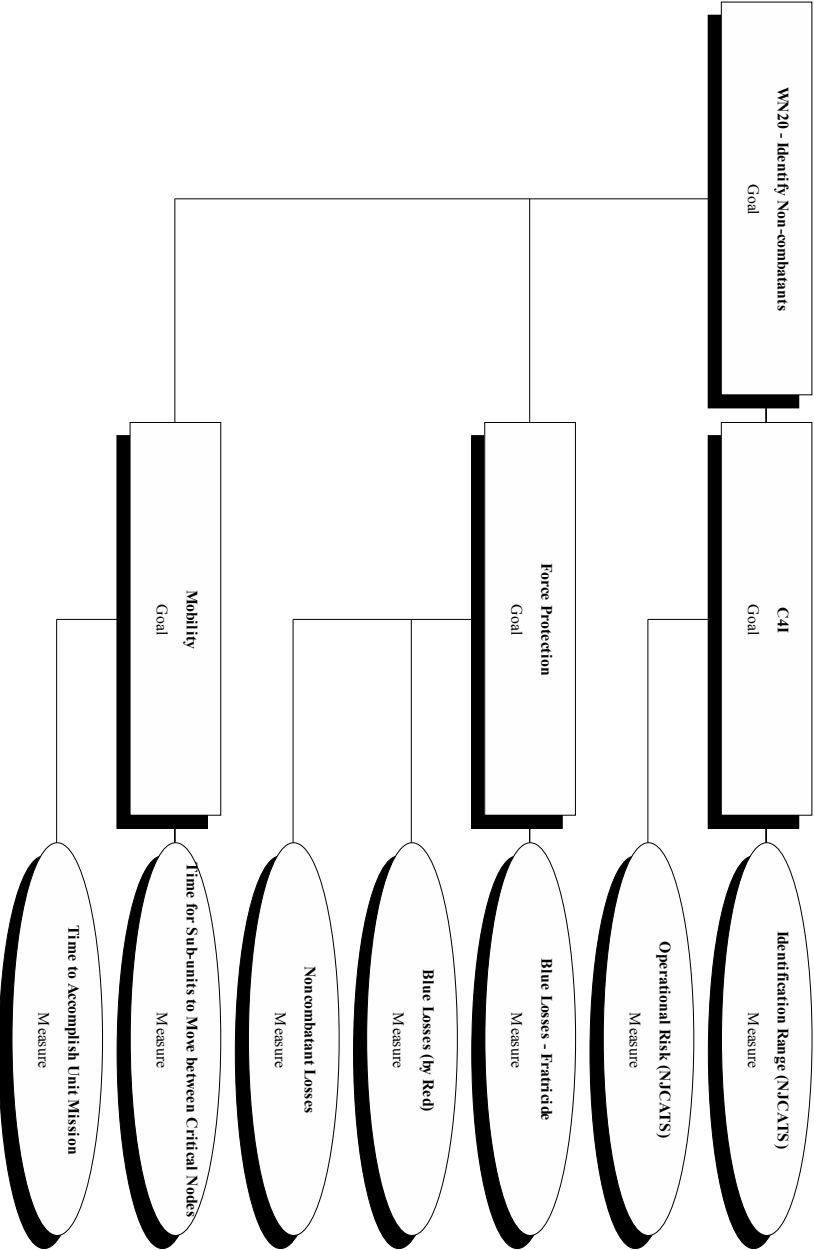 WN20 - Identify Non-combatants
Goal
C4I
Goal
Identification Range (NJCATS)
Measure
Operational Risk (NJCATS)
Measure
Force Protection
Goal
Blue Losses - Fratricide
Measure
Blue Losses (by Red)
Measure
Noncombatant Losses
Measure
Mobility
Goal
Time for Sub-units to Move between Critical Nodes
Measure
Time to Accomplish Unit Mission
Measure